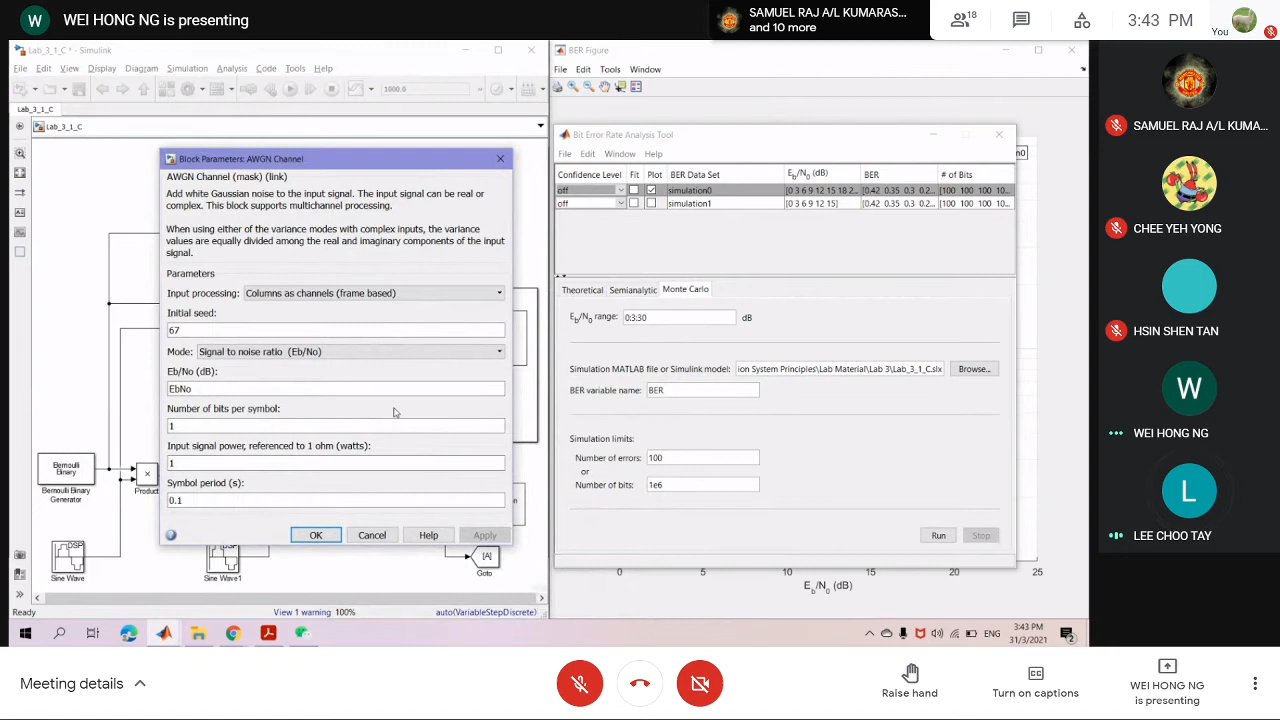 W WEI HONG NG is presenting
SAMUEL RAJ A/L KUMARAS...
and 10 more
18
3:43 PM
You
Lab_3_1_C * - Simulink
File Edit View Display Diagram Simulation Analysis Code Tools Help
1000.0
Lab_3_1_C
Lab_3_1_C
Block Parameters: AWGN Channel
AWGN Channel (mask) (link)
Add white Gaussian noise to the input signal. The input signal can be real or
complex. This block supports multichannel processing.
When using either of the variance modes with complex inputs, the variance
values are equally divided among the real and imaginary components of the input
signal.
Parameters
Input processing: Columns as channels (frame based)
Initial seed:
67
Mode: Signal to noise ratio (Eb/No)
Eb/No (dB):
EbNo
Number of bits per symbol:
1
Input signal power, referenced to 1 ohm (watts):
1
Symbol period (s):
0.1
OK Cancel Help Apply
Bernoulli
Binary
Bernoulli Binary
Generator
×
Product
DSP
Sine Wave
DSP
Sine Wave1
[A]
Goto
Ready View 1 warning 100% auto(VariableStepDiscrete)
BER Figure
File Edit Tools Window
Bit Error Rate Analysis Tool
File Edit Window Help
Confidence Level Fit Plot BER Data Set Eb/N0 (dB) BER # of Bits
off simulation0 [0 3 6 9 12 15 18 2... [0.42 0.35 0.3 0.2... [100 100 100 10...
off simulation1 [0 3 6 9 12 15] [0.42 0.35 0.3 0.2... [100 100 100 10...
Theoretical Semianalytic Monte Carlo
Eb/N0 range: 0:3:30 dB
Simulation MATLAB file or Simulink model: ion System Principles\Lab Material\Lab 3\Lab_3_1_C.slx Browse...
BER variable name: BER
Simulation limits:
Number of errors: 100
or
Number of bits: 1e6
Run Stop
0 5 10 15 20 25
Eb/N0 (dB)
ENG
3:43 PM
31/3/2021
2
SAMUEL RAJ A/L KUMA...
CHEE YEH YONG
HSIN SHEN TAN
W
WEI HONG NG
L
LEE CHOO TAY
Meeting details
Raise hand
Turn on captions
WEI HONG NG
is presenting